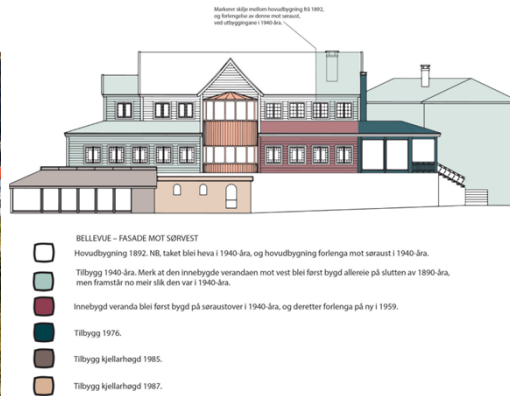 Markerer skilje mellom hovudbygning frå 1892,
og forlengelse av denne mot søraust,
ved utbyggingane i 1940-åra.
BELLEVUE – FASADE MOT SØRVEST
Hovudbygning 1892. NB, taket blei heva i 1940-åra, og hovudbygning forlenga mot søraust i 1940-åra.
Tilbygg 1940-åra. Merk at den innebygde verandaen mot vest blei først bygd allereie på slutten av 1890-åra,
men framstår no meir slik den var i 1940-åra.
Innebygd veranda blei først bygd på søraustover i 1940-åra, og deretter forlenga på ny i 1959.
Tilbygg 1976.
Tilbygg kjellarhøgd 1985.
Tilbygg kjellarhøgd 1987.